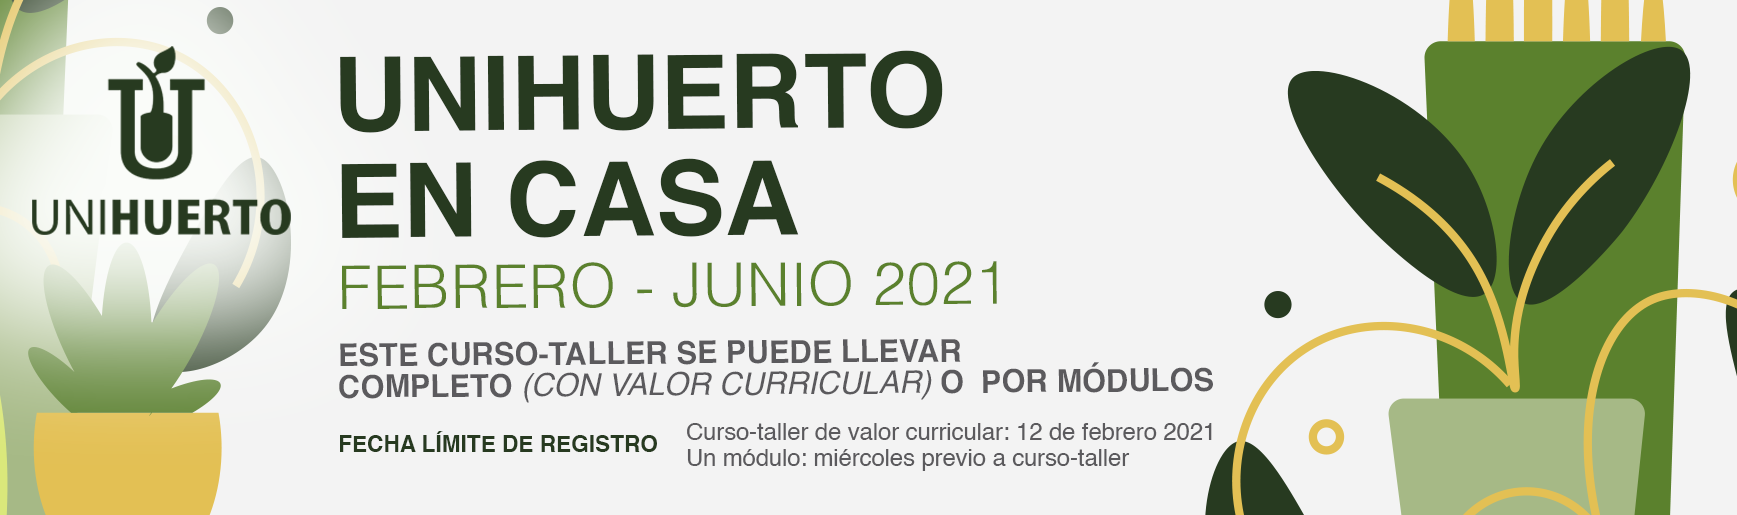 UNIHUERTO
UNIHUERTO
EN CASA
FEBRERO - JUNIO 2021
ESTE CURSO-TALLER SE PUEDE LLEVAR
COMPLETO (CON VALOR CURRICULAR) O POR MÓDULOS
FECHA LÍMITE DE REGISTRO
Curso-taller de valor curricular: 12 de febrero 2021
Un módulo: miércoles previo a curso-taller